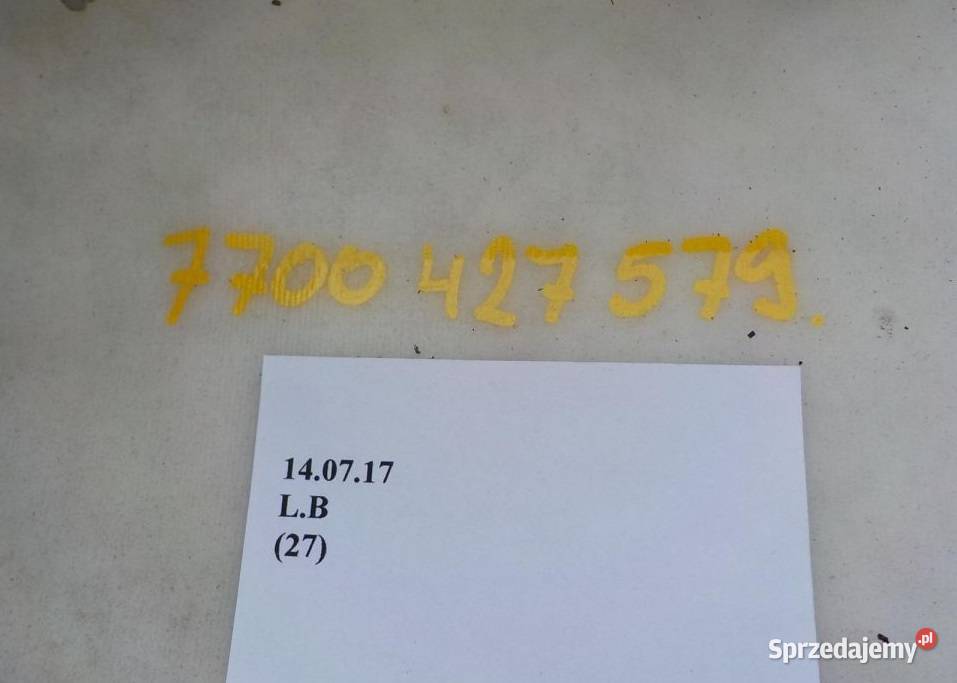 7700 427 579.
14.07.17
L.B
(27)
Sprzedajemy.pl